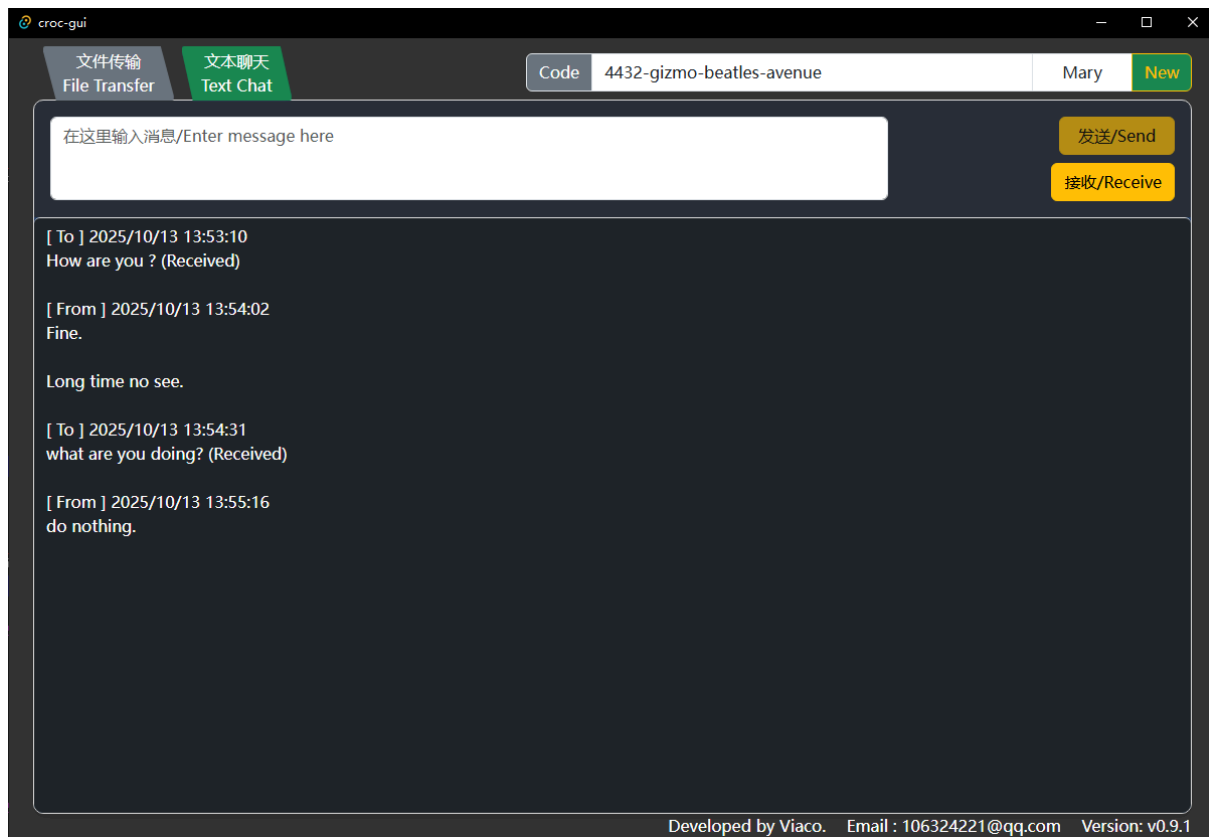 croc-gui
文件传输
File Transfer
文本聊天
Text Chat
Code 4432-gizmo-beatles-avenue Mary New
在这里输入消息/Enter message here
发送/Send
接收/Receive
[ To ] 2025/10/13 13:53:10
How are you ? (Received)
[ From ] 2025/10/13 13:54:02
Fine.
Long time no see.
[ To ] 2025/10/13 13:54:31
what are you doing? (Received)
[ From ] 2025/10/13 13:55:16
do nothing.
Developed by Viaco. Email : 106324221@qq.com Version: v0.9.1